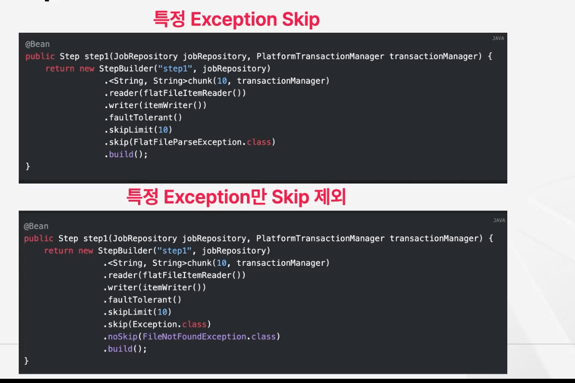 특정 Exception Skip
JAVA
@Bean
public Step step1(JobRepository jobRepository, PlatformTransactionManager transactionManager) {
    return new StepBuilder("step1", jobRepository)
                .<String, String>chunk(10, transactionManager)
                .reader(flatFileItemReader())
                .writer(itemWriter())
                .faultTolerant()
                .skipLimit(10)
                .skip(FlatFileParseException.class)
                .build();
}
특정 Exception만 Skip 제외
JAVA
@Bean
public Step step1(JobRepository jobRepository, PlatformTransactionManager transactionManager) {
    return new StepBuilder("step1", jobRepository)
                .<String, String>chunk(10, transactionManager)
                .reader(flatFileItemReader())
                .writer(itemWriter())
                .faultTolerant()
                .skipLimit(10)
                .skip(Exception.class)
                .noSkip(FileNotFoundException.class)
                .build();
}